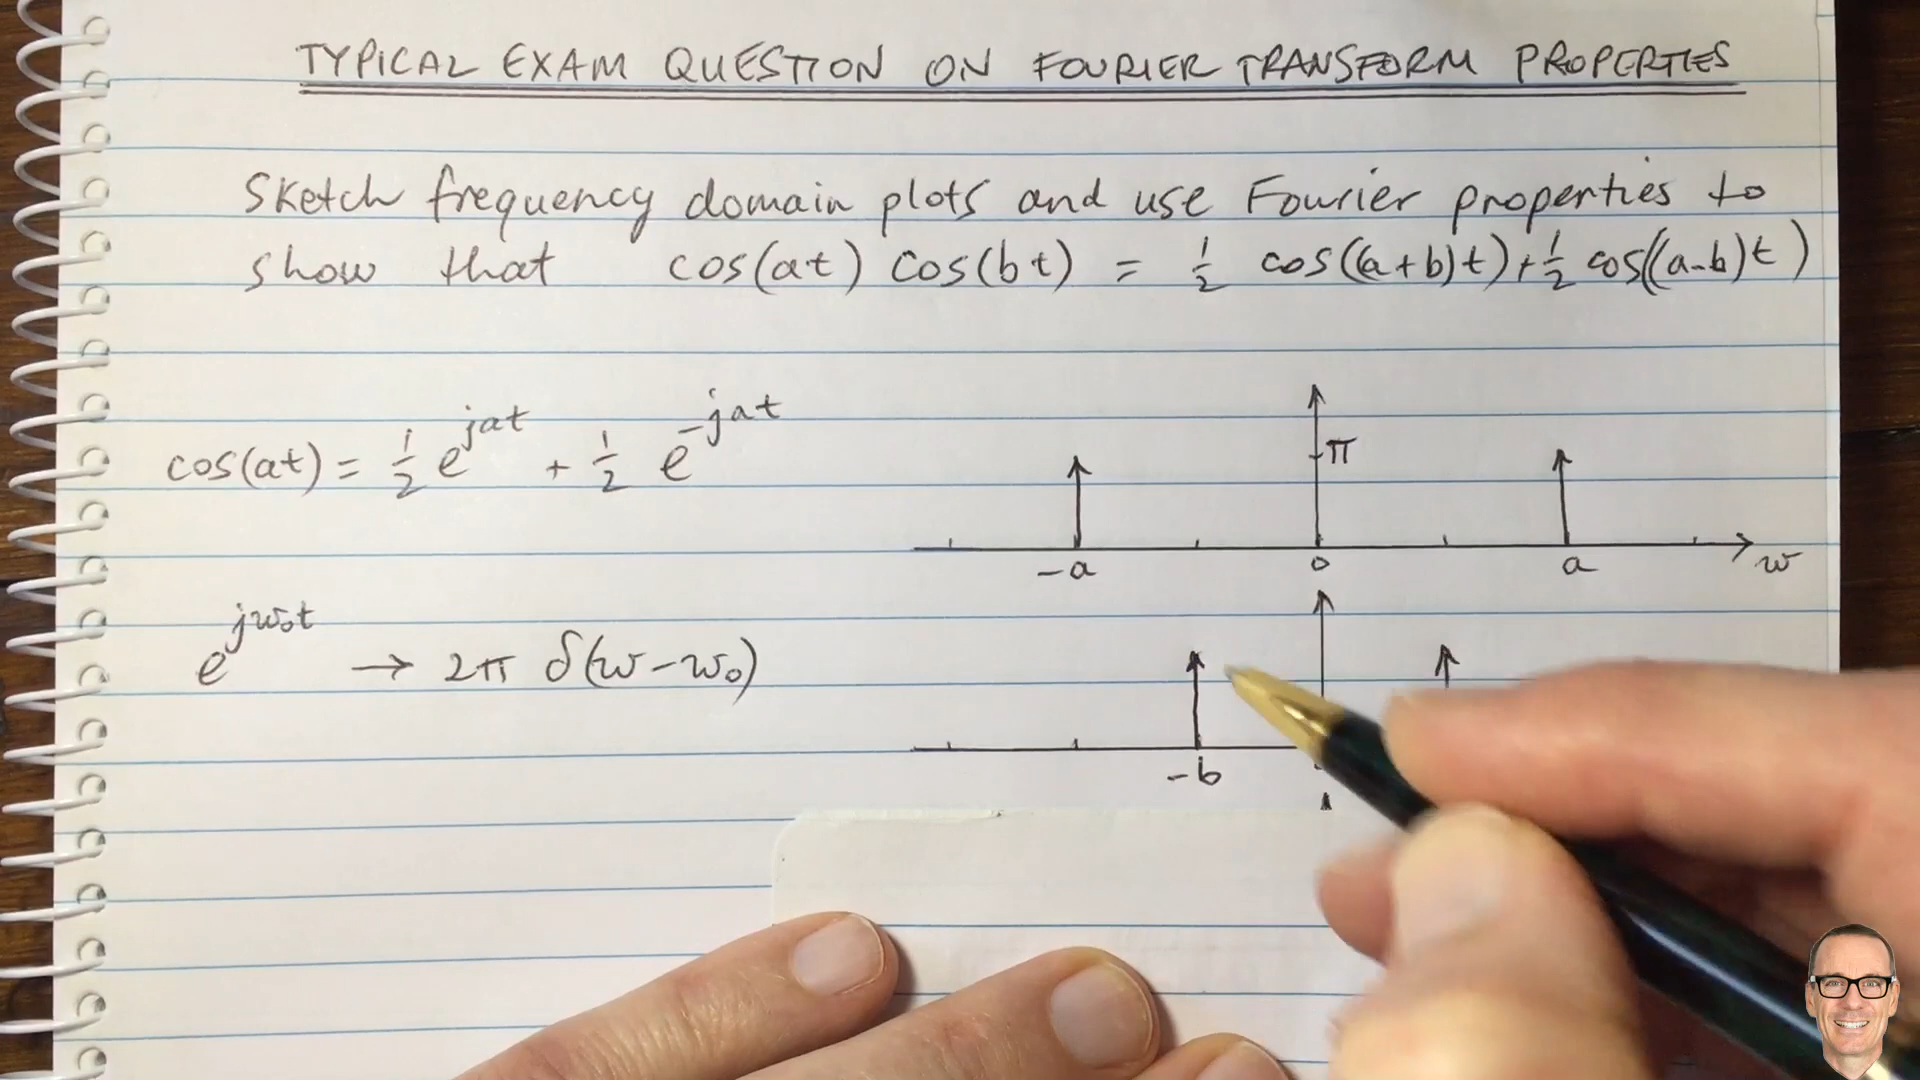 TYPICAL EXAM QUESTION ON FOURIER TRANSFORM PROPERTIES
Sketch frequency domain plots and use Fourier properties to
show that cos(at) cos(bt) = 1/2 cos((a+b)t) + 1/2 cos((a-b)t)
cos(at) = 1/2 e^jat + 1/2 e^-jat
π
-a 0 a w
e^jw₀t → 2π δ(w-w₀)
-b